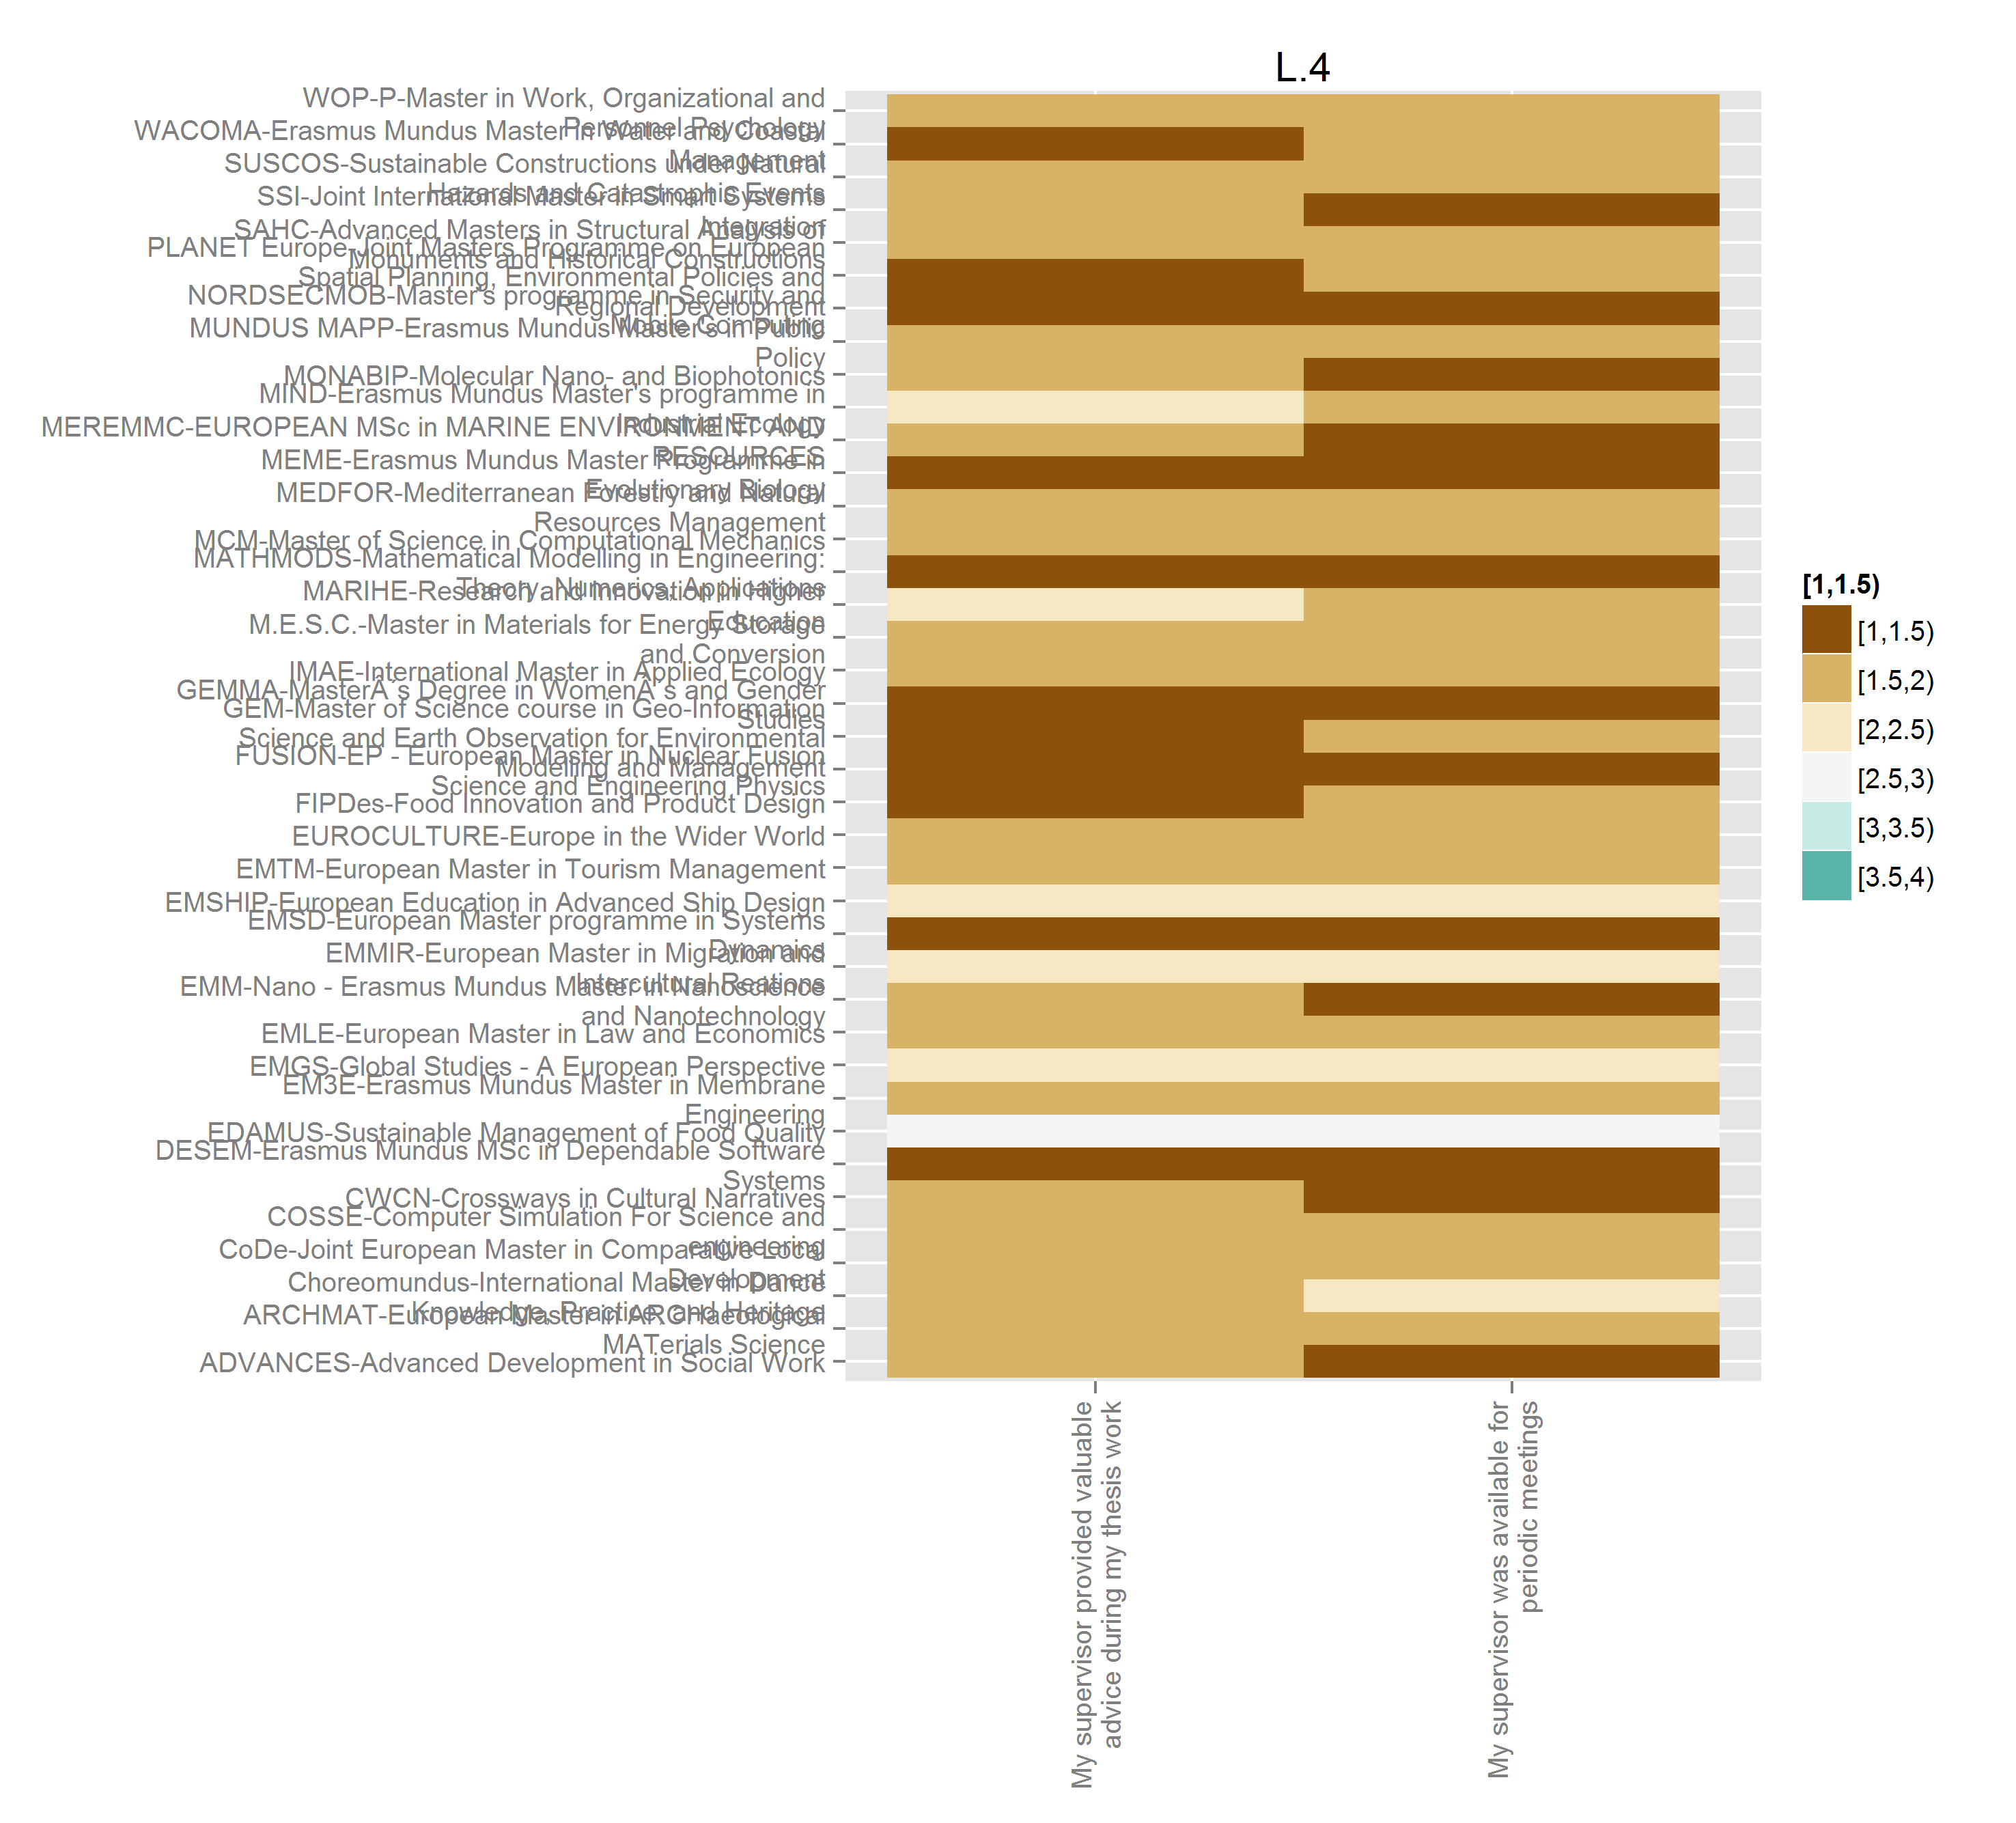 L.4
WOP-P-Master in Work, Organizational and
Personnel Psychology
WACOMA-Erasmus Mundus Master in Water and Coastal
Management
SUSCOS-Sustainable Constructions under Natural
Hazards and Catastrophic Events
SSI-Joint International Master in Smart Systems
Integration
SAHC-Advanced Masters in Structural Analysis of
Monuments and Historical Constructions
PLANET Europe-Joint Masters Programme on European
Spatial Planning, Environmental Policies and
Regional Development
NORDSECMOB-Master's programme in Security and
Mobile Computing
MUNDUS MAPP-Erasmus Mundus Master's in Public
Policy
MONABIP-Molecular Nano- and Biophotonics
MIND-Erasmus Mundus Master's programme in
Industrial Ecology
MEREMMC-EUROPEAN MSc in MARINE ENVIRONMENT AND
RESOURCES
MEME-Erasmus Mundus Master Programme in
Evolutionary Biology
MEDFOR-Mediterranean Forestry and Natural
Resources Management
MCM-Master of Science in Computational Mechanics
MATHMODS-Mathematical Modelling in Engineering:
Theory, Numerics, Applications
MARIHE-Research and Innovation in Higher
Education
M.E.S.C.-Master in Materials for Energy Storage
and Conversion
IMAE-International Master in Applied Ecology
GEMMA-MasterÂ´s Degree in WomenÂ´s and Gender
Studies
GEM-Master of Science course in Geo-Information
Science and Earth Observation for Environmental
Modelling and Management
FUSION-EP - European Master in Nuclear Fusion
Science and Engineering Physics
FIPDes-Food Innovation and Product Design
EUROCULTURE-Europe in the Wider World
EMTM-European Master in Tourism Management
EMSHIP-European Education in Advanced Ship Design
EMSD-European Master programme in Systems
Dynamics
EMMIR-European Master in Migration and
Intercultural Reations
EMM-Nano - Erasmus Mundus Master in Nanoscience
and Nanotechnology
EMLE-European Master in Law and Economics
EMGS-Global Studies - A European Perspective
EM3E-Erasmus Mundus Master in Membrane
Engineering
EDAMUS-Sustainable Management of Food Quality
DESEM-Erasmus Mundus MSc in Dependable Software
Systems
CWCN-Crossways in Cultural Narratives
COSSE-Computer Simulation For Science and
engineering
CoDe-Joint European Master in Comparative Local
Development
Choreomundus-International Master in Dance
Knowledge, Practice, and Heritage
ARCHMAT-European Master in ARCHaeological
MATerials Science
ADVANCES-Advanced Development in Social Work
My supervisor provided valuable
advice during my thesis work
My supervisor was available for
periodic meetings
[1,1.5)
[1,1.5)
[1.5,2)
[2,2.5)
[2.5,3)
[3,3.5)
[3.5,4)